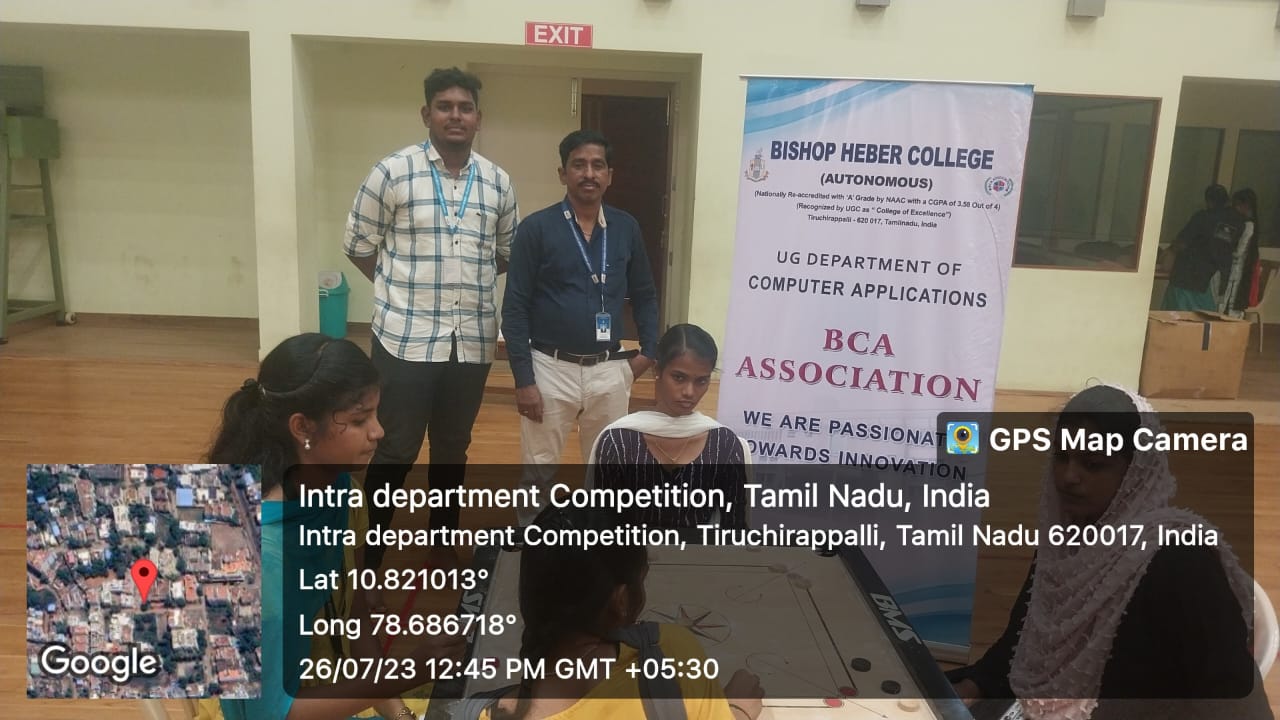 EXIT
BISHOP HEBER COLLEGE
(AUTONOMOUS)
(Nationally Re-accredited with 'A' Grade by NAAC with a CGPA of 3.58 Out of 4)
(Recognized by UGC as " College of Excellence")
Tiruchirappalli - 620 017, Tamilnadu, India
UG DEPARTMENT OF
COMPUTER APPLICATIONS
BCA
ASSOCIATION
WE ARE PASSIONAT
OWARDS INNOVATION
GPS Map Camera
Intra department Competition, Tamil Nadu, India
Intra department Competition, Tiruchirappalli, Tamil Nadu 620017, India
Lat 10.821013°
Long 78.686718°
26/07/23 12:45 PM GMT +05:30
Google
BMS